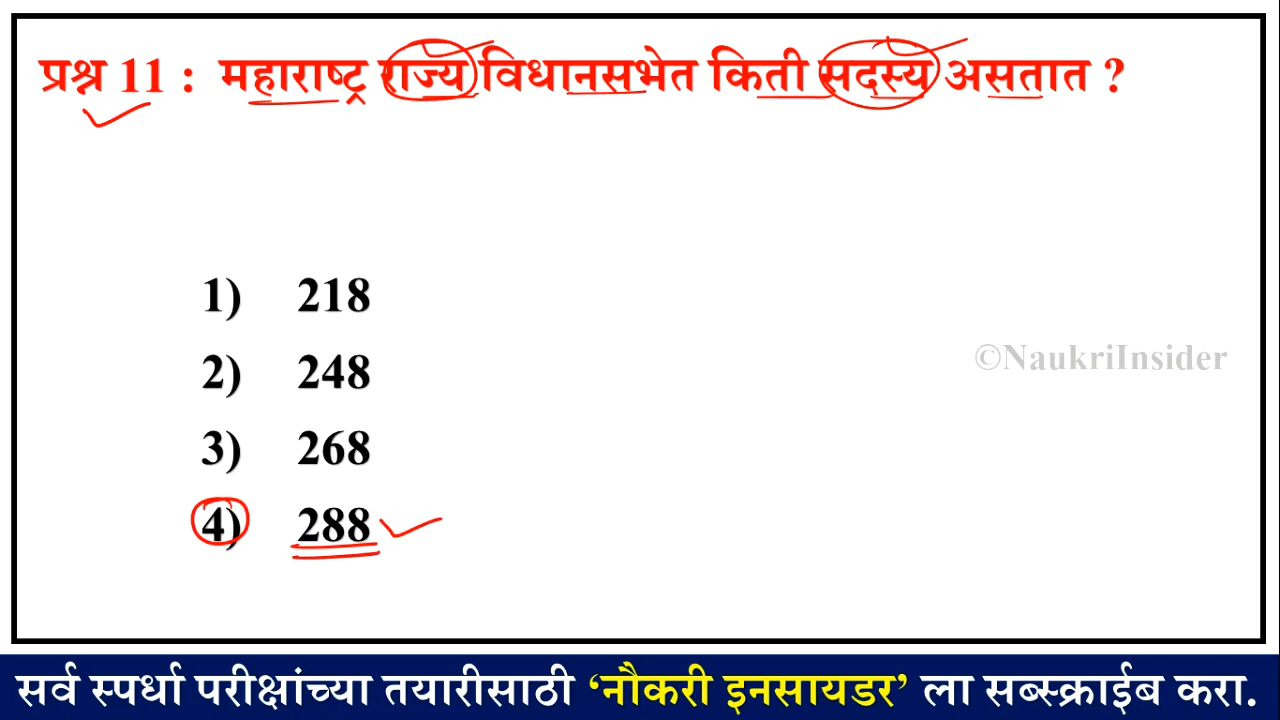 प्रश्न 11 : महाराष्ट्र राज्य विधानसभेत किती सदस्य असतात ?
1) 218
2) 248
©NaukriInsider
3) 268
4) 288
सर्व स्पर्धा परीक्षांच्या तयारीसाठी ‘नौकरी इनसायडर’ ला सब्स्क्राईब करा.